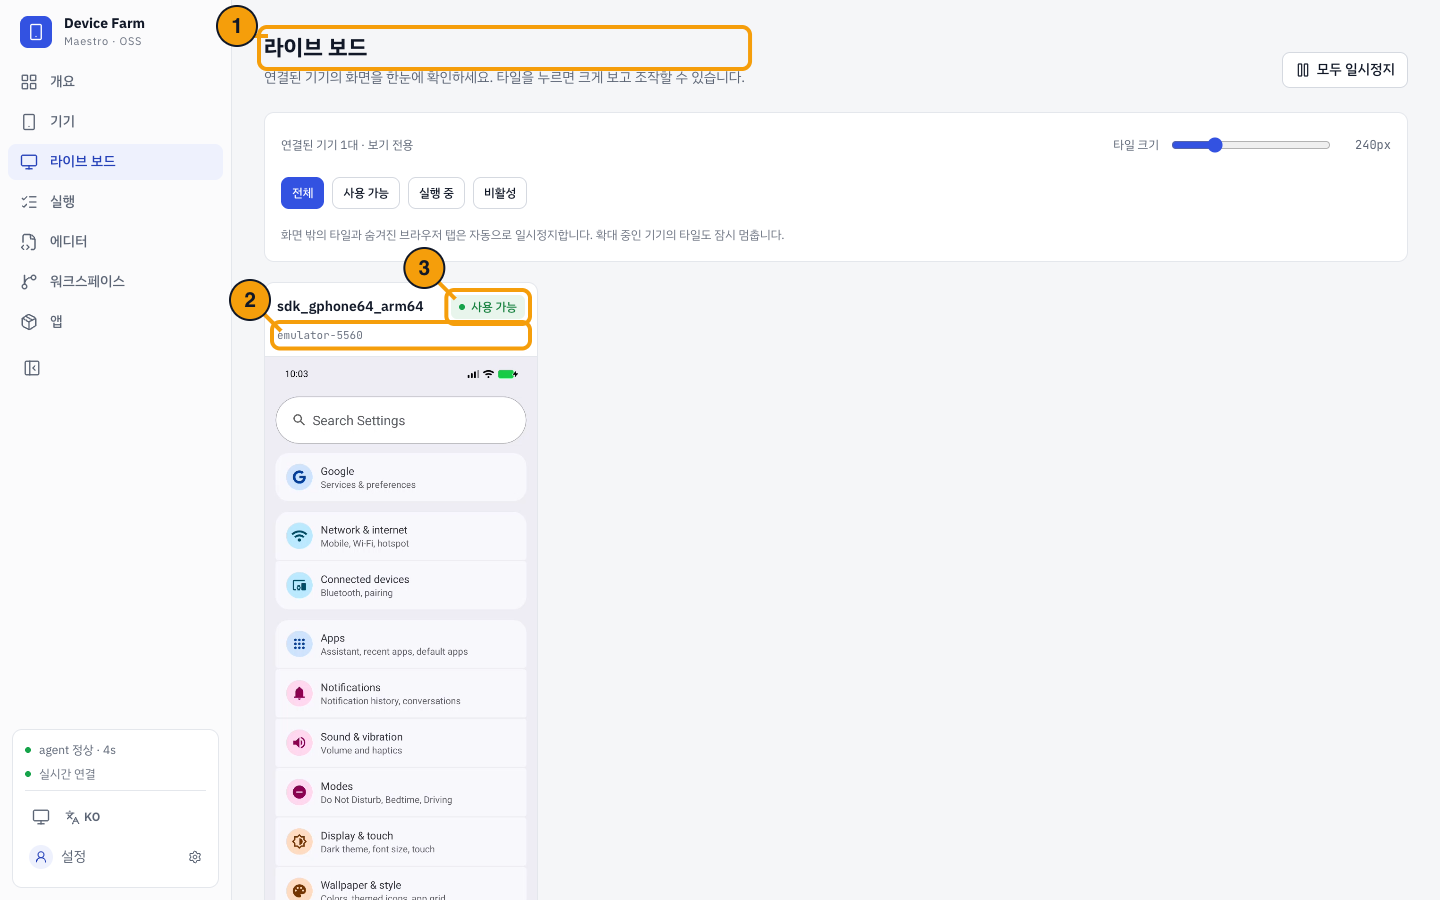 Device Farm
Maestro · OSS
개요
기기
라이브 보드
실행
에디터
워크스페이스
앱
agent 정상 · 4s
실시간 연결
KO
설정
1
라이브 보드
연결된 기기의 화면을 한눈에 확인하세요. 타일을 누르면 크게 보고 조작할 수 있습니다.
모두 일시정지
연결된 기기 1대 · 보기 전용
타일 크기
240px
전체
사용 가능
실행 중
비활성
화면 밖의 타일과 숨겨진 브라우저 탭은 자동으로 일시정지합니다. 확대 중인 기기의 타일도 잠시 멈춥니다.
3
2
sdk_gphone64_arm64
사용 가능
emulator-5560
10:03
Search Settings
Google
Services & preferences
Network & internet
Mobile, Wi-Fi, hotspot
Connected devices
Bluetooth, pairing
Apps
Assistant, recent apps, default apps
Notifications
Notification history, conversations
Sound & vibration
Volume and haptics
Modes
Do Not Disturb, Bedtime, Driving
Display & touch
Dark theme, font size, touch
Wallpaper & style
Colors, themed icons, app grid